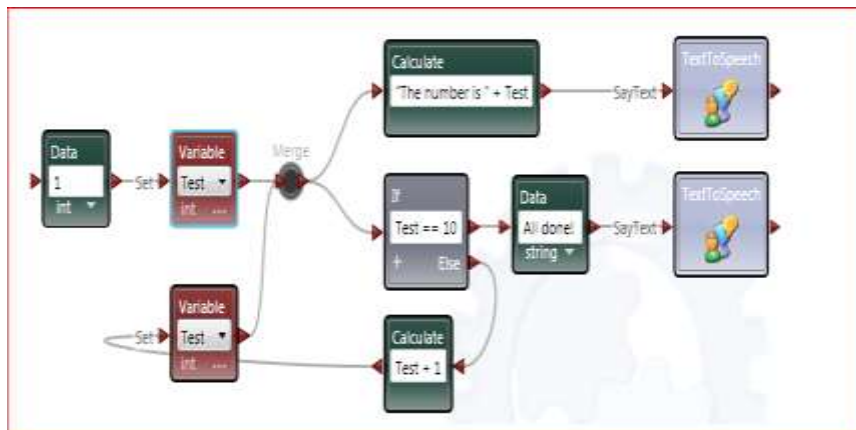 Calculate
"The number is " + Test
SayText
TextToSpeech
Data
1
int
Set
Variable
Test
int ...
Merge
If
Test == 10
+ Else
Data
All done!
string
SayText
TextToSpeech
Set
Variable
Test
int ...
Calculate
Test + 1